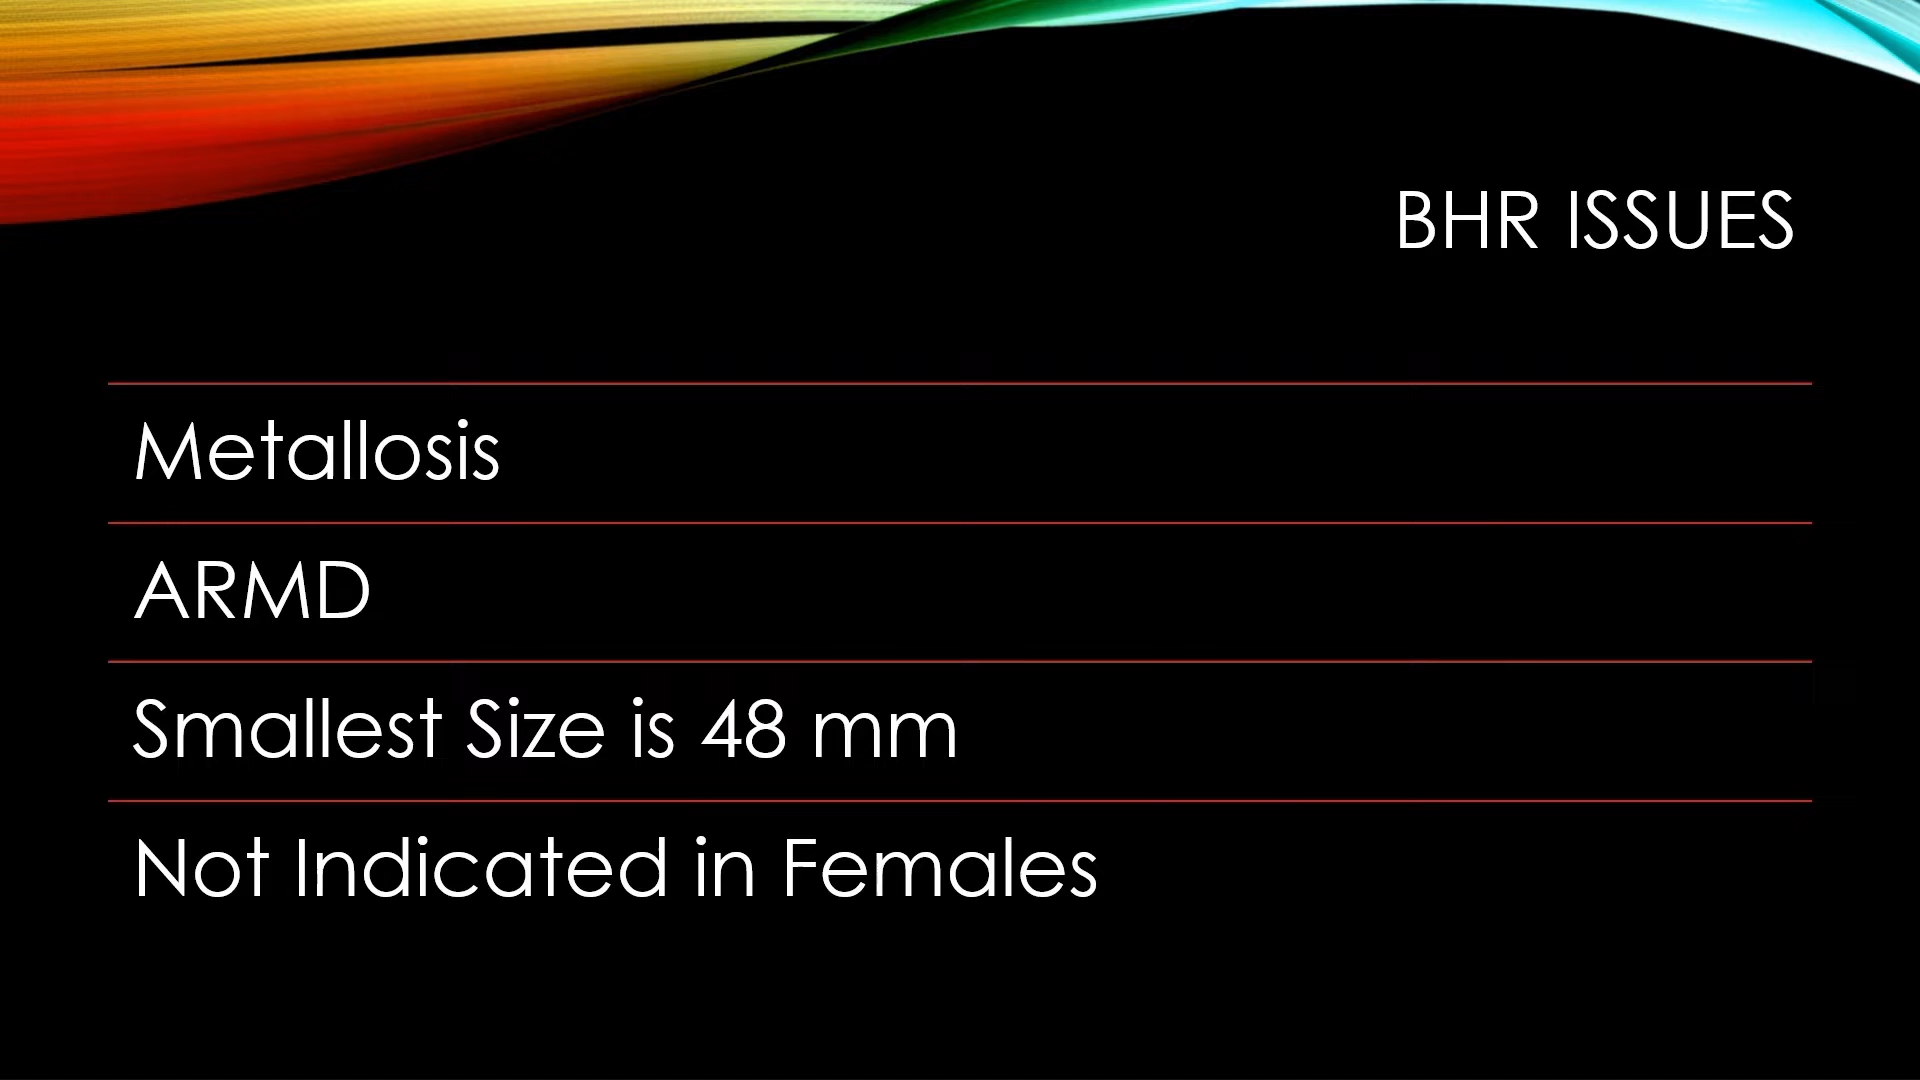 BHR ISSUES
Metallosis
ARMD
Smallest Size is 48 mm
Not Indicated in Females